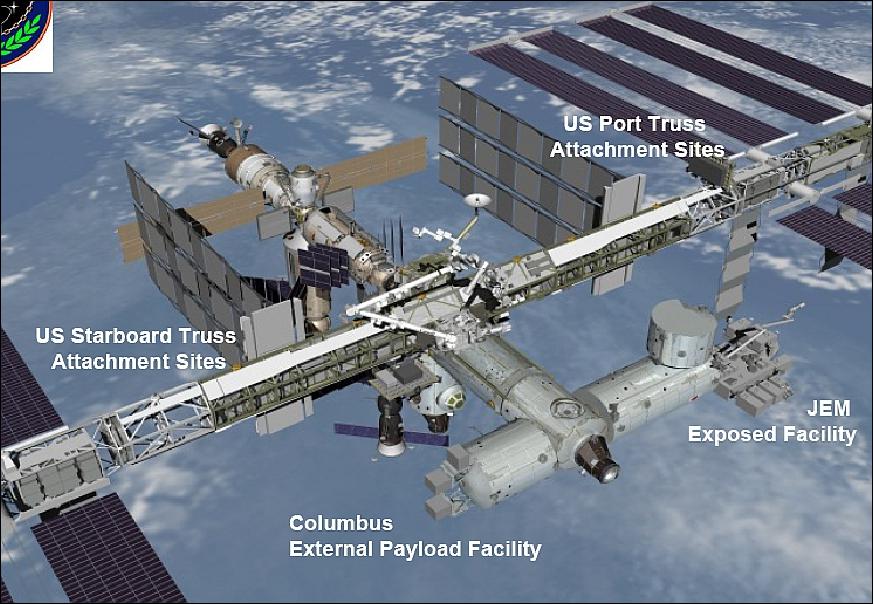 US Port Truss
Attachment Sites
US Starboard Truss
Attachment Sites
JEM
Exposed Facility
Columbus
External Payload Facility